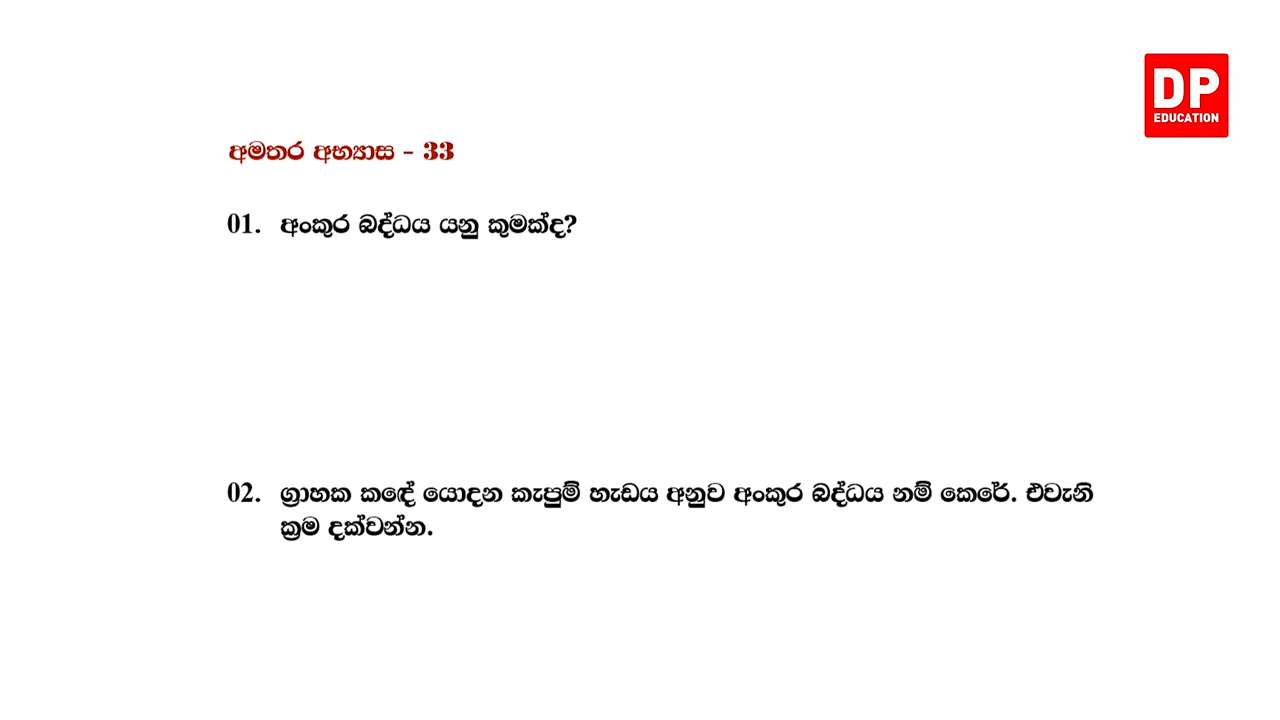 DP
EDUCATION
අමතර අභ්‍යාස - 33
01. අංකුර බද්ධය යනු කුමක්ද?
02. ග්‍රාහක කඳේ යොදන කැපුම් හැඩය අනුව අංකුර බද්ධය නම් කෙරේ. එවැනි
ක්‍රම දක්වන්න.